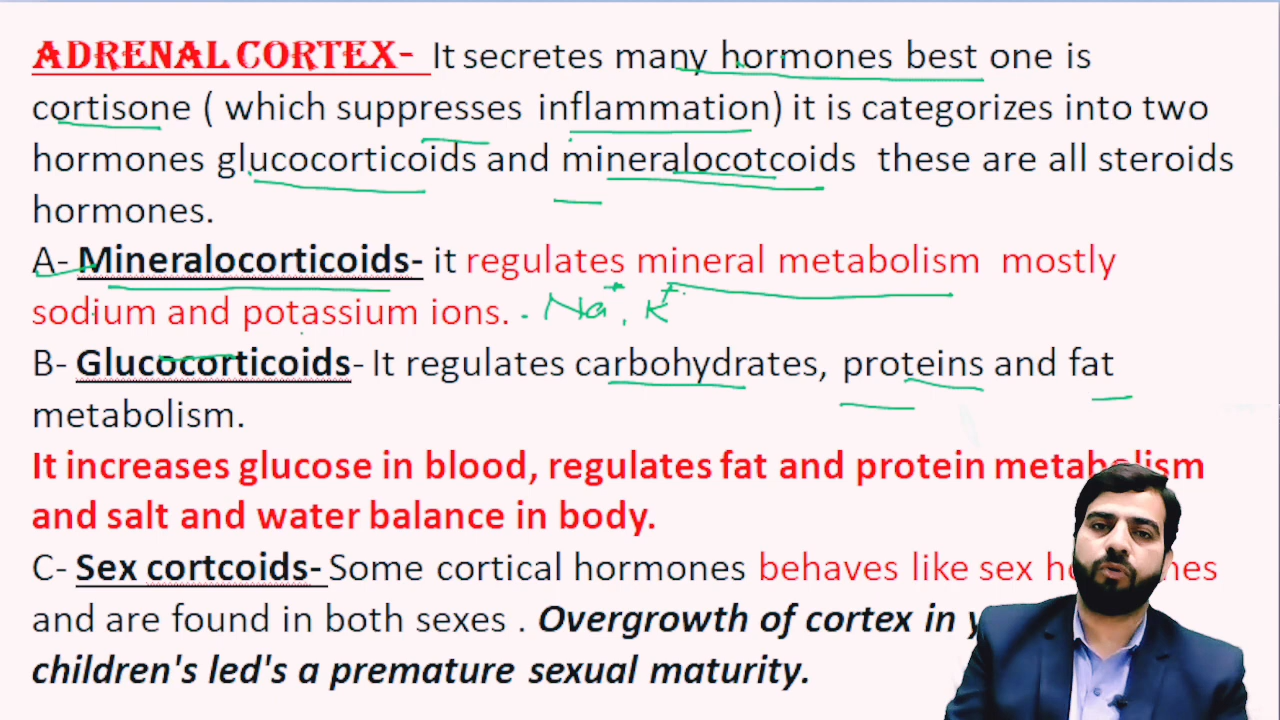 ADRENAL CORTEX- It secretes many hormones best one is
cortisone ( which suppresses inflammation) it is categorizes into two
hormones glucocorticoids and mineralocotcoids these are all steroids
hormones.
A- Mineralocorticoids- it regulates mineral metabolism mostly
sodium and potassium ions. . Na+, K+
B- Glucocorticoids- It regulates carbohydrates, proteins and fat
metabolism.
It increases glucose in blood, regulates fat and protein metabolism
and salt and water balance in body.
C- Sex cortcoids- Some cortical hormones behaves like sex
and are found in both sexes . Overgrowth of cortex in
children's led's a premature sexual maturity.